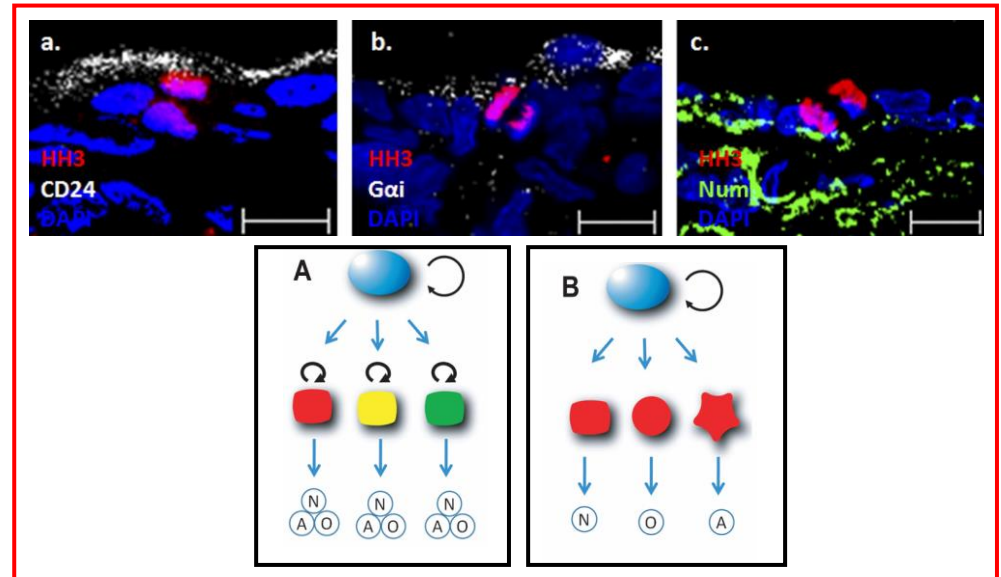 a.
HH3
CD24
DAPI
b.
HH3
Gαi
DAPI
c.
HH3
Num
DAPI
A
N
A O
N
A O
N
A O
B
N
O
A